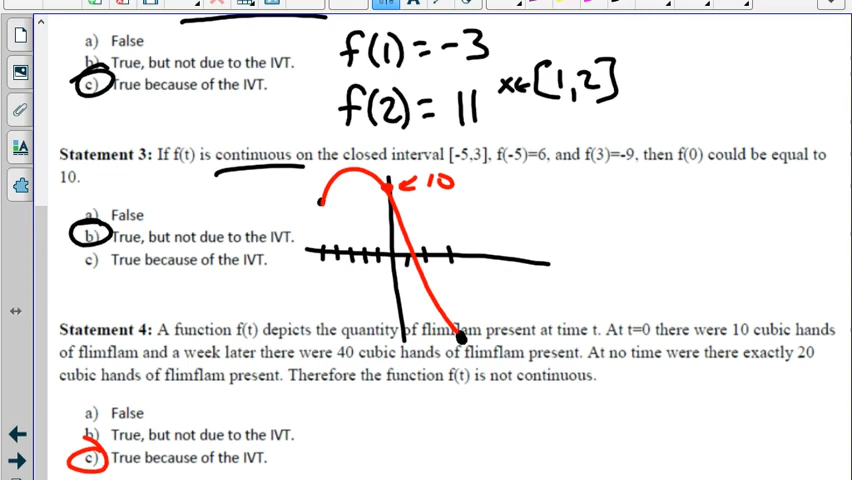 a) False
b) True, but not due to the IVT.
c) True because of the IVT.
f(1) = -3
f(2) = 11 x∈[1,2]
Statement 3: If f(t) is continuous on the closed interval [-5,3], f(-5)=6, and f(3)=-9, then f(0) could be equal to
10.
←10
a) False
b) True, but not due to the IVT.
c) True because of the IVT.
Statement 4: A function f(t) depicts the quantity of flimflam present at time t. At t=0 there were 10 cubic hands
of flimflam and a week later there were 40 cubic hands of flimflam present. At no time were there exactly 20
cubic hands of flimflam present. Therefore the function f(t) is not continuous.
a) False
b) True, but not due to the IVT.
c) True because of the IVT.